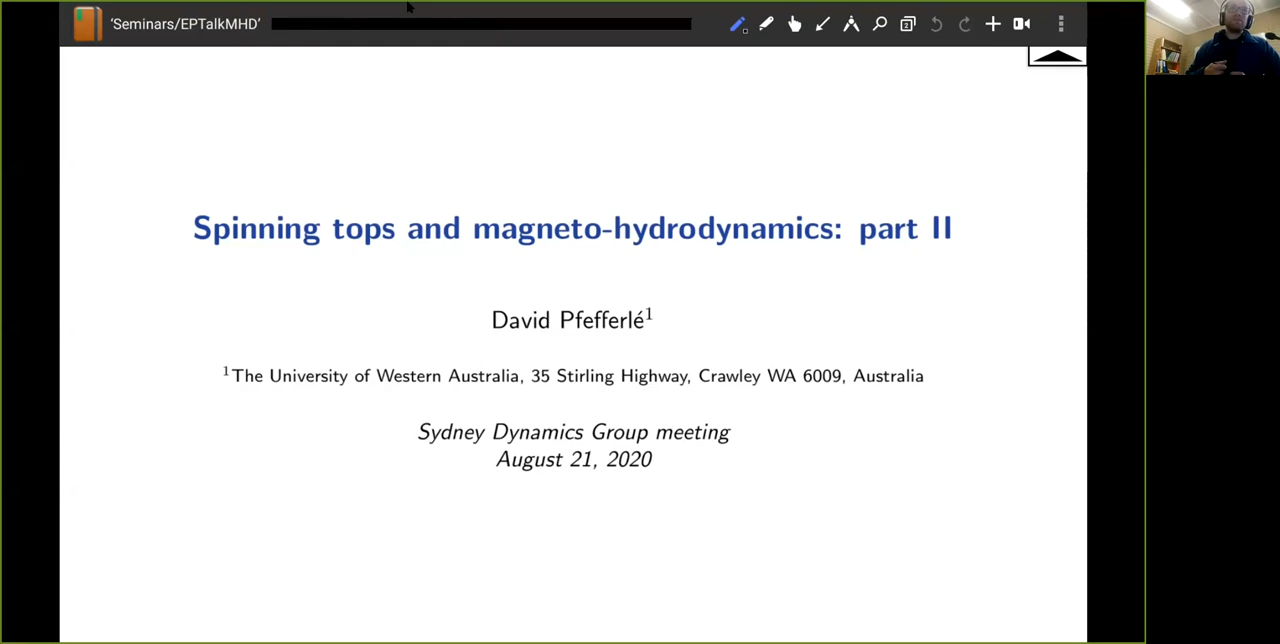 'Seminars/EPTalkMHD'
Spinning tops and magneto-hydrodynamics: part II
David Pfefferlé¹
¹The University of Western Australia, 35 Stirling Highway, Crawley WA 6009, Australia
Sydney Dynamics Group meeting
August 21, 2020